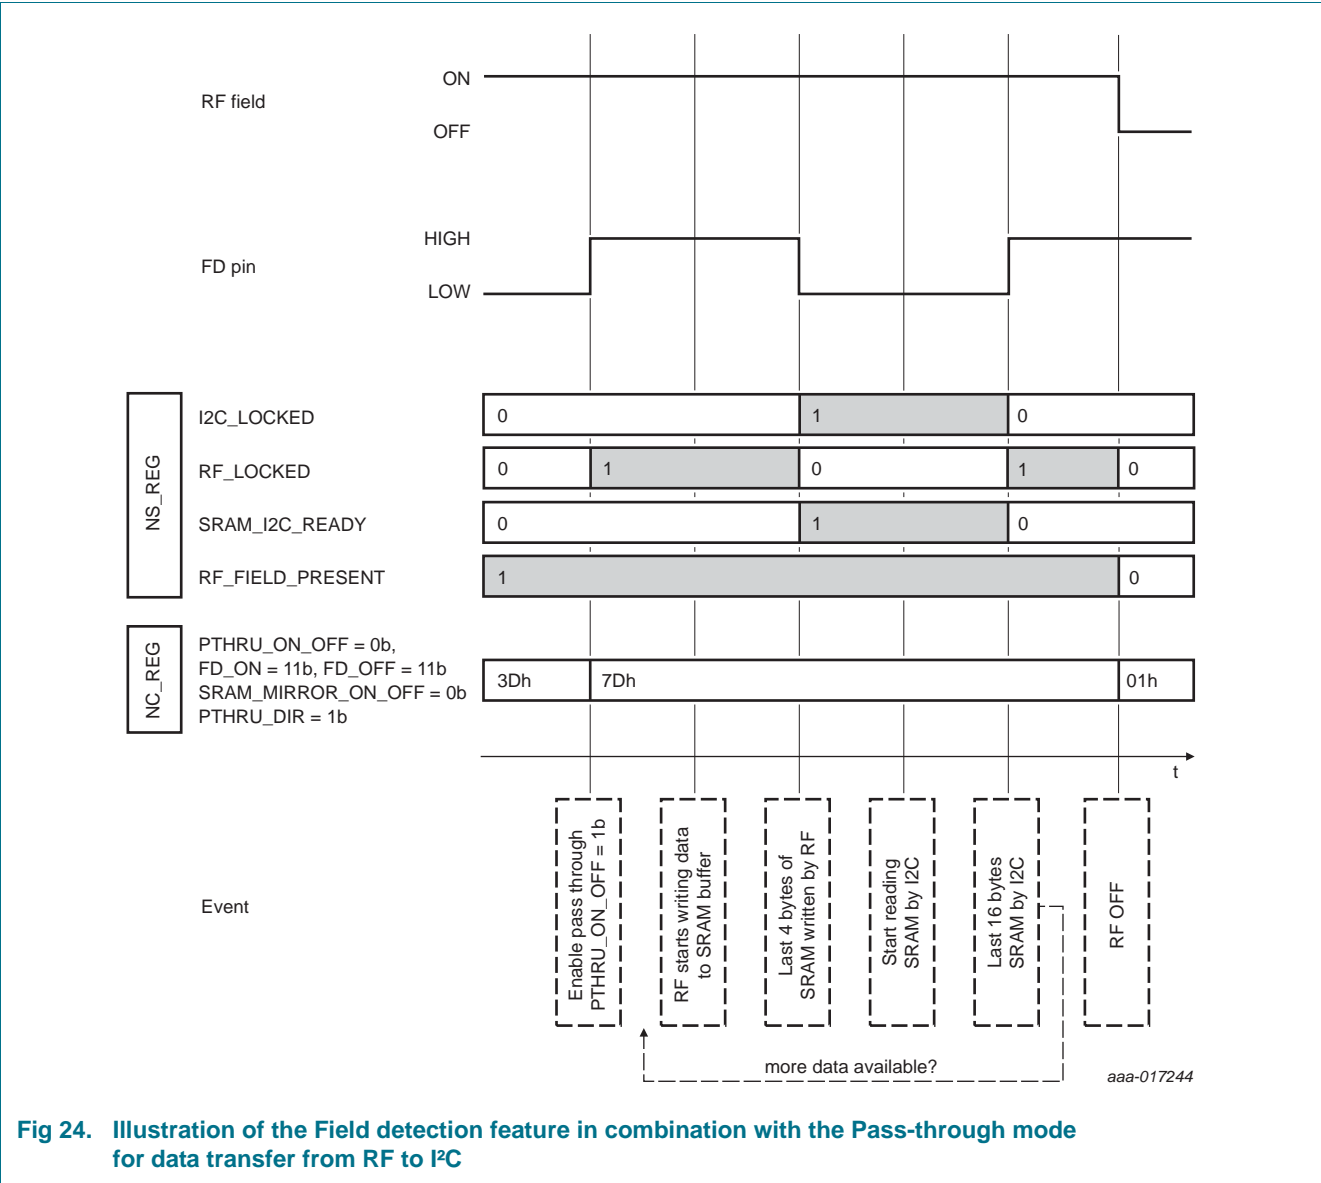 RF field
ON
OFF
FD pin
HIGH
LOW
NS_REG
I2C_LOCKED
0
1
0
RF_LOCKED
0
1
0
1
0
SRAM_I2C_READY
0
1
0
RF_FIELD_PRESENT
1
0
NC_REG
PTHRU_ON_OFF = 0b,
FD_ON = 11b, FD_OFF = 11b
SRAM_MIRROR_ON_OFF = 0b
PTHRU_DIR = 1b
3Dh
7Dh
01h
t
Event
Enable pass through
PTHRU_ON_OFF = 1b
RF starts writing data
to SRAM buffer
Last 4 bytes of
SRAM written by RF
Start reading
SRAM by I2C
Last 16 bytes
SRAM by I2C
RF OFF
more data available?
aaa-017244
Fig 24. Illustration of the Field detection feature in combination with the Pass-through mode
for data transfer from RF to I²C